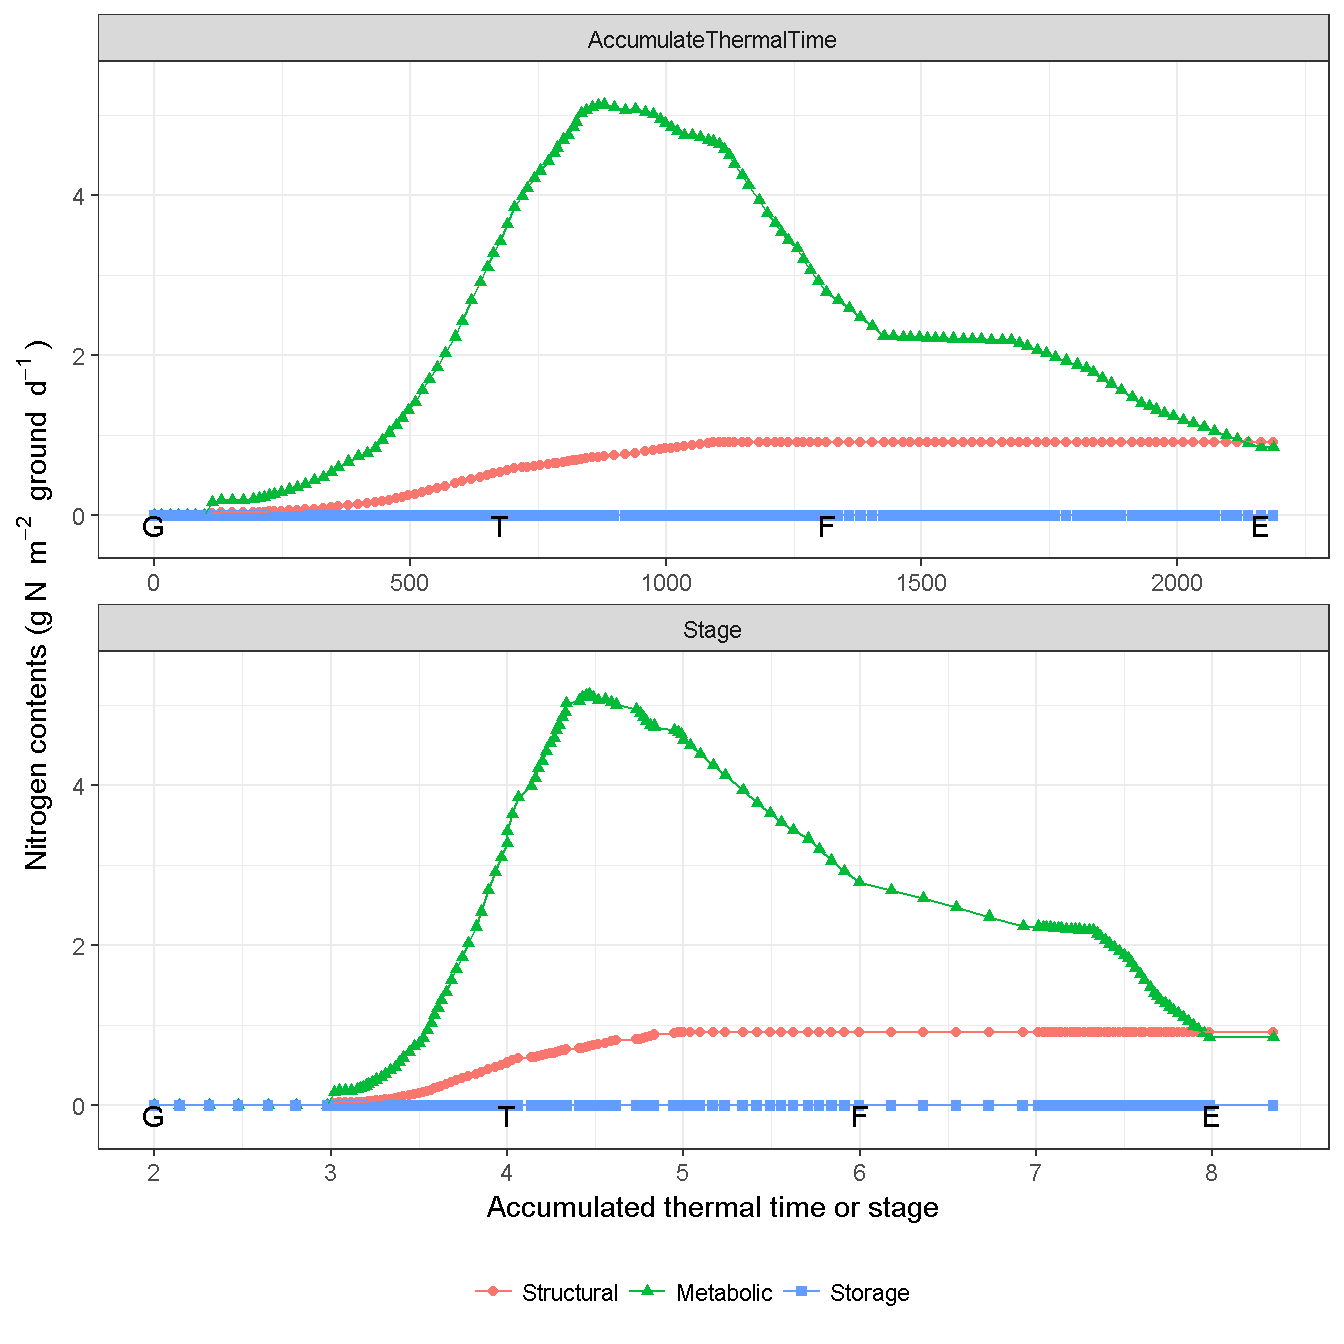 AccumulateThermalTime
4
2
0
G T F E
0 500 1000 1500 2000
Stage
4
2
0
G T F E
2 3 4 5 6 7 8
Nitrogen contents (g N m⁻² ground d⁻¹)
Accumulated thermal time or stage
Structural Metabolic Storage